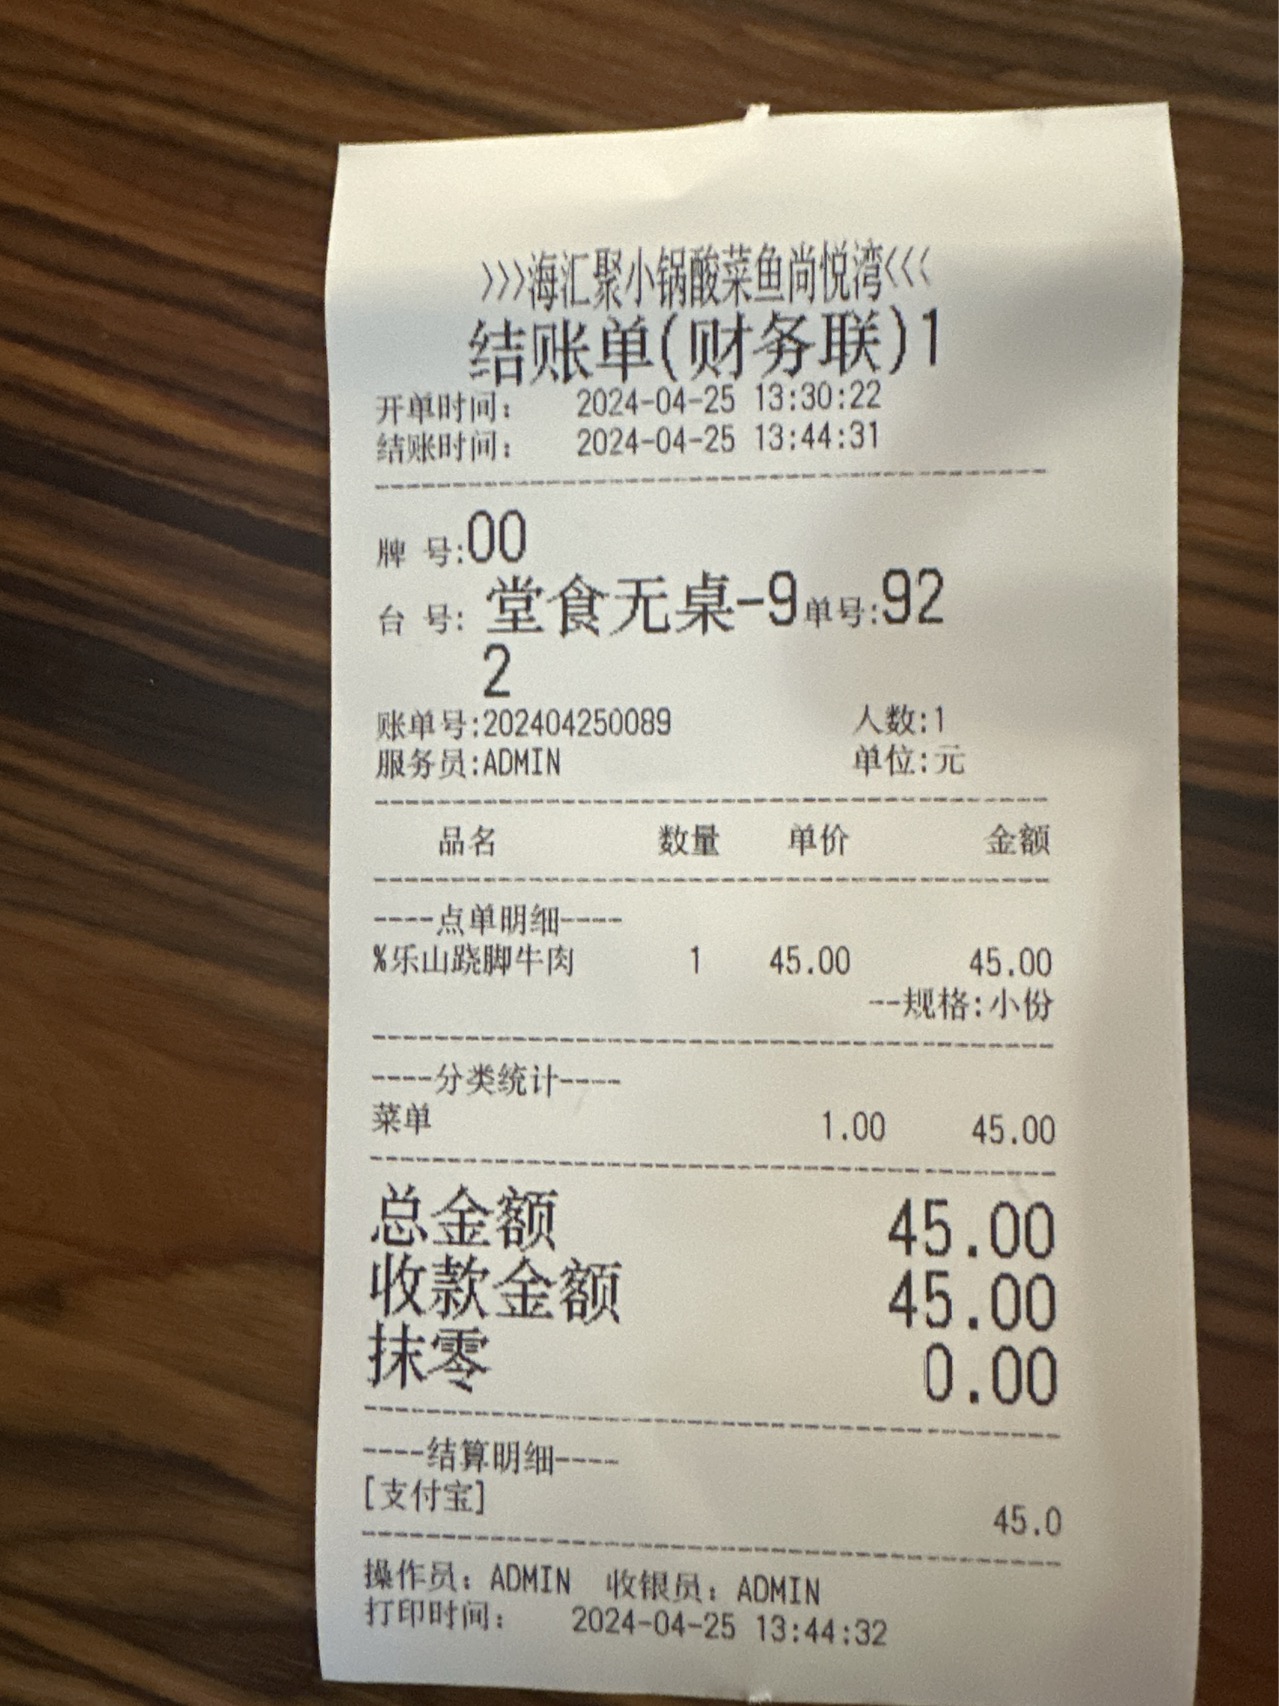 >>>海汇聚小锅酸菜鱼尚悦湾<<<
结账单(财务联)1
开单时间： 2024-04-25 13:30:22
结账时间： 2024-04-25 13:44:31
牌 号:00
台 号: 堂食无桌-9单号:92
2
账单号:202404250089 人数:1
服务员:ADMIN 单位:元
品名 数量 单价 金额
----点单明细----
%乐山跷脚牛肉 1 45.00 45.00
--规格:小份
----分类统计----
菜单 1.00 45.00
总金额 45.00
收款金额 45.00
抹零 0.00
----结算明细----
[支付宝] 45.0
操作员：ADMIN 收银员：ADMIN
打印时间： 2024-04-25 13:44:32